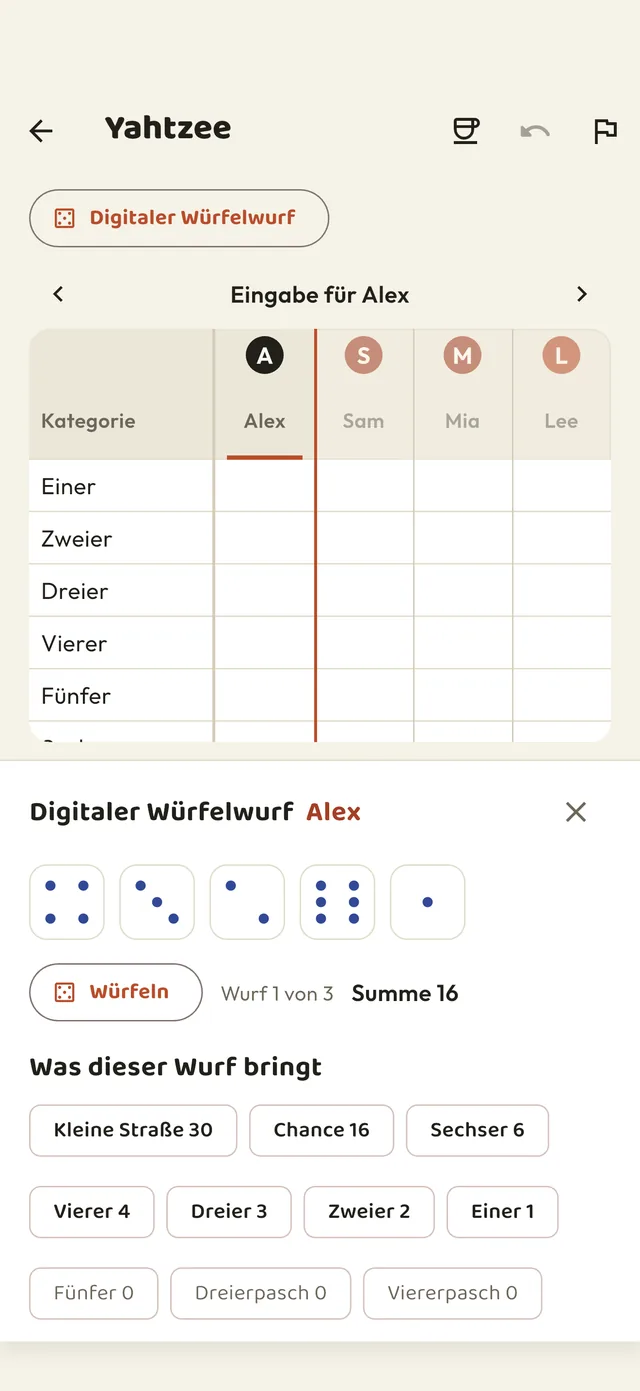 Yahtzee
Digitaler Würfelwurf
Eingabe für Alex
A S M L
Kategorie Alex Sam Mia Lee
Einer
Zweier
Dreier
Vierer
Fünfer
Digitaler Würfelwurf Alex
Würfeln Wurf 1 von 3 Summe 16
Was dieser Wurf bringt
Kleine Straße 30 Chance 16 Sechser 6
Vierer 4 Dreier 3 Zweier 2 Einer 1
Fünfer 0 Dreierpasch 0 Viererpasch 0